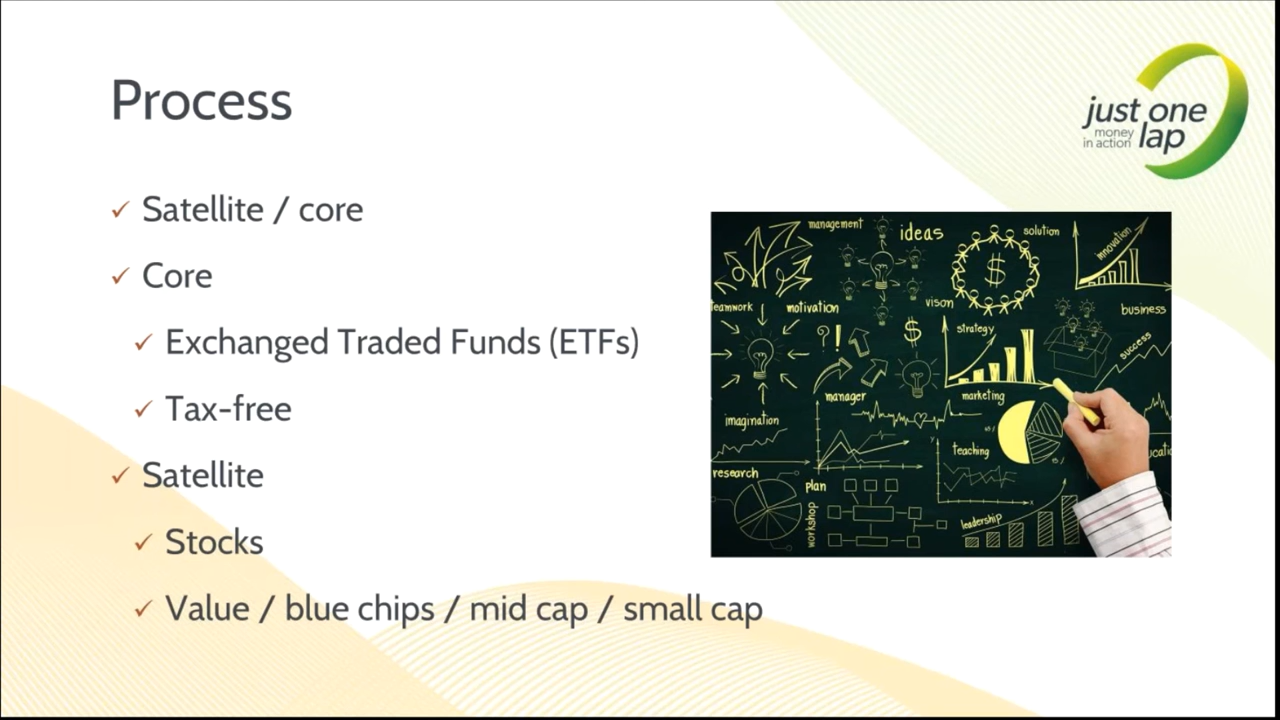 Process
just one
money
in action lap
Satellite / core
Core
Exchanged Traded Funds (ETFs)
Tax-free
Satellite
Stocks
Value / blue chips / mid cap / small cap
management
ideas
solution
innovation
$
teamwork
motivation
vison
business
?!
$
strategy
success
manager
marketing
imagination
teaching
research
plan
workshop
leadership